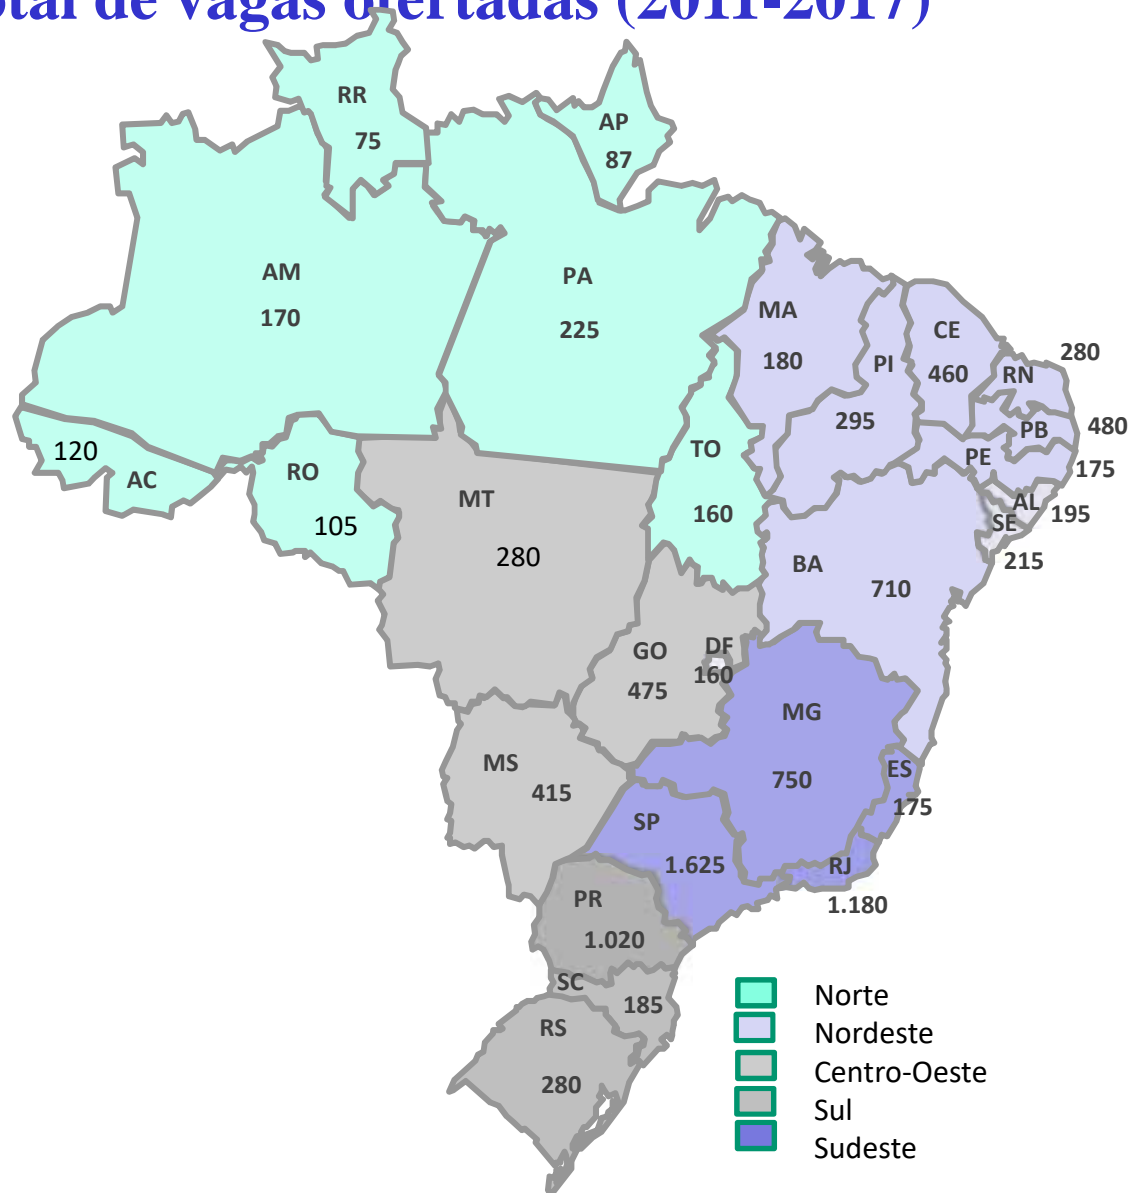 otal de vagas ofertadas (2011-2017)
RR
75
AP
87
AM
170
PA
225
MA
180
PI
295
CE
460
280
RN
PB
480
PE
175
AL
195
SE
215
120
AC
RO
105
MT
280
TO
160
BA
710
GO
475
DF
160
MG
750
ES
175
MS
415
SP
1.625
RJ
1.180
PR
1.020
SC
185
RS
280
Norte
Nordeste
Centro-Oeste
Sul
Sudeste